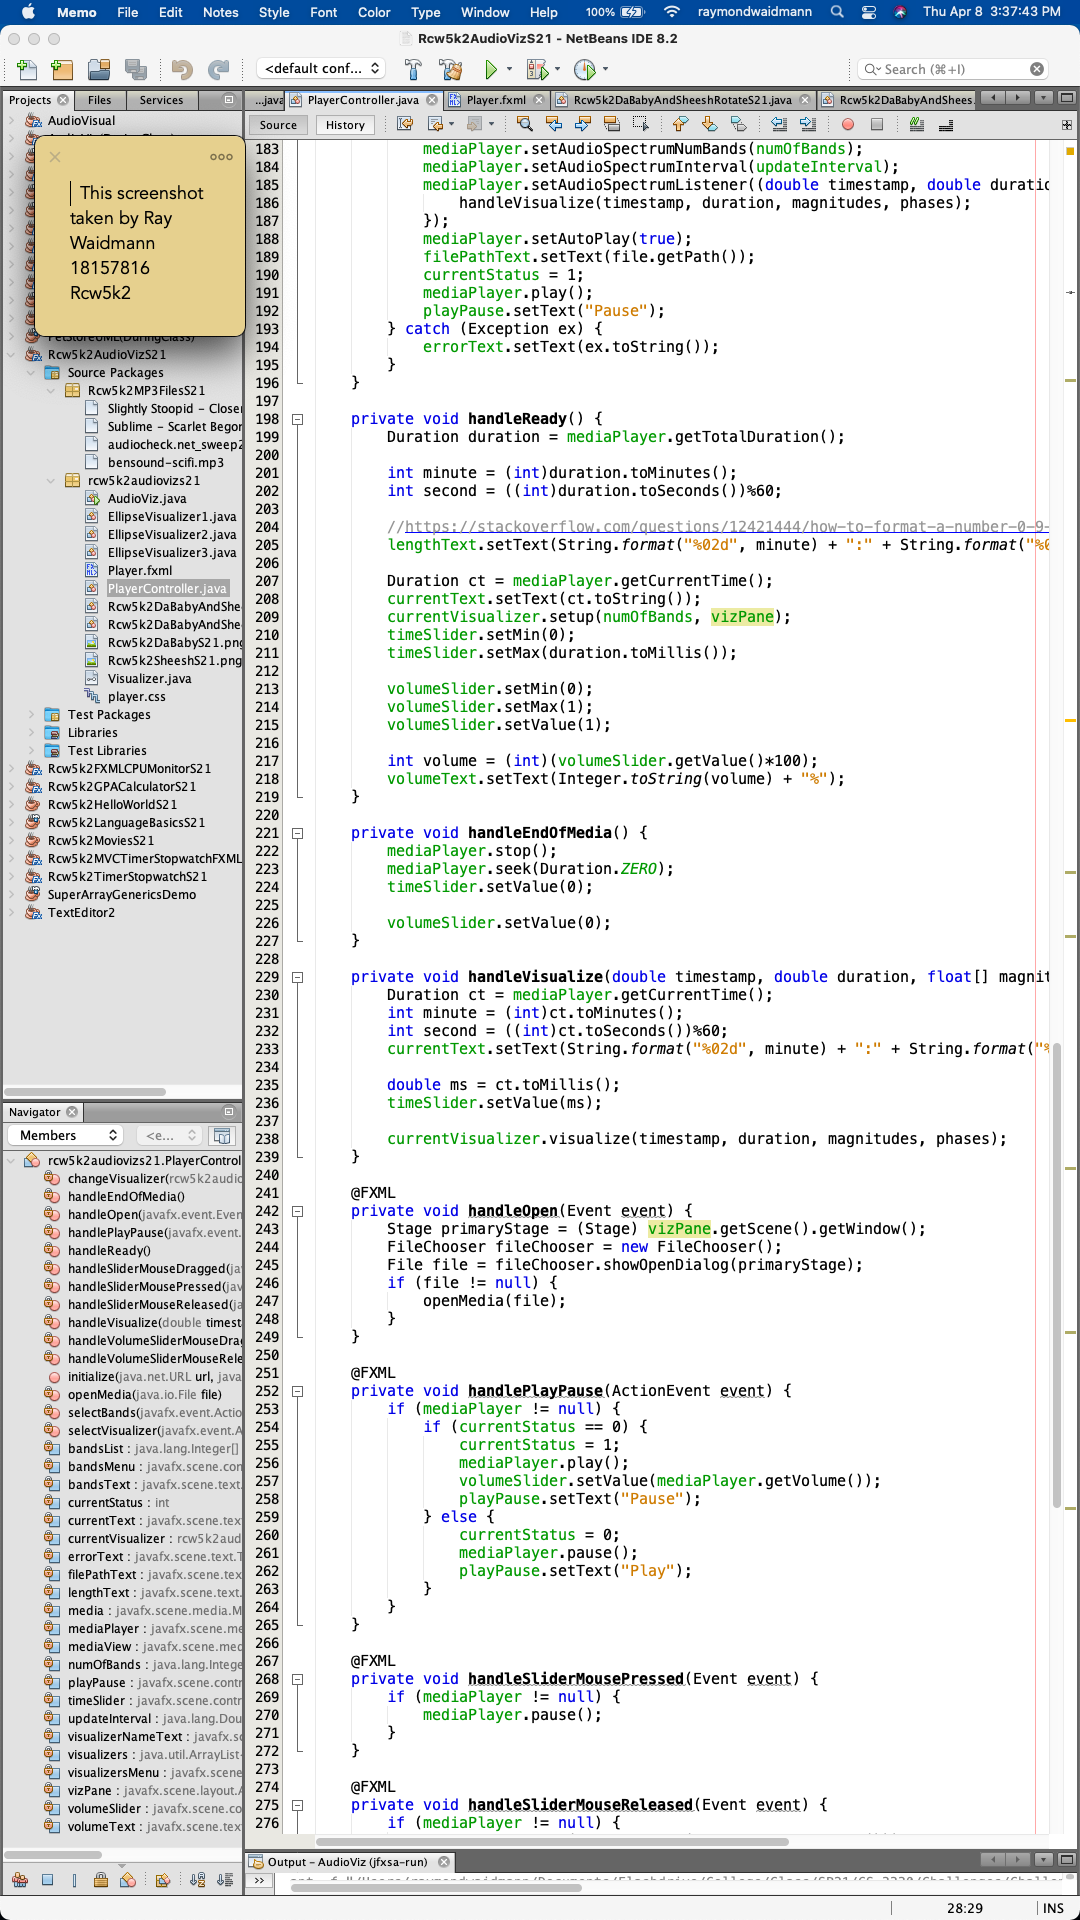 Memo File Edit Notes Style Font Color Type Window Help 100% raymondwaidmann Thu Apr 8 3:37:43 PM
Rcw5k2AudioVizS21 - NetBeans IDE 8.2
<default conf... Search (⌘+I)
Projects Files Services
...java PlayerController.java Player.fxml Rcw5k2DaBabyAndSheeshRotateS21.java Rcw5k2DaBabyAndShees
Source History
AudioVisual
This screenshot
taken by Ray
Waidmann
18157816
Rcw5k2
Rcw5k2AudioVizS21
Source Packages
Rcw5k2MP3FilesS21
Slightly Stoopid - Closer
Sublime - Scarlet Begor
audiocheck.net_sweep2
bensound-scifi.mp3
rcw5k2audiovizs21
AudioViz.java
EllipseVisualizer1.java
EllipseVisualizer2.java
EllipseVisualizer3.java
Player.fxml
PlayerController.java
Rcw5k2DaBabyAndShe
Rcw5k2DaBabyAndShe
Rcw5k2DaBabyS21.png
Rcw5k2SheeshS21.png
Visualizer.java
player.css
Test Packages
Libraries
Test Libraries
Rcw5k2FXMLCPUMonitorS21
Rcw5k2GPACalculatorS21
Rcw5k2HelloWorldS21
Rcw5k2LanguageBasicsS21
Rcw5k2MoviesS21
Rcw5k2MVCTimerStopwatchFXML
Rcw5k2TimerStopwatchS21
SuperArrayGenericsDemo
TextEditor2
Navigator
Members <e...
rcw5k2audiovizs21.PlayerControl
changeVisualizer(rcw5k2audio
handleEndOfMedia()
handleOpen(javafx.event.Even
handlePlayPause(javafx.event.
handleReady()
handleSliderMouseDragged(ja
handleSliderMousePressed(jav
handleSliderMouseReleased(ja
handleVisualize(double timest
handleVolumeSliderMouseDrag
handleVolumeSliderMouseRele
initialize(java.net.URL url, java
openMedia(java.io.File file)
selectBands(javafx.event.Actio
selectVisualizer(javafx.event.A
bandsList : java.lang.Integer[]
bandsMenu : javafx.scene.con
bandsText : javafx.scene.text.
currentStatus : int
currentText : javafx.scene.tex
currentVisualizer : rcw5k2aud
errorText : javafx.scene.text.T
filePathText : javafx.scene.tex
lengthText : javafx.scene.text.
media : javafx.scene.media.M
mediaPlayer : javafx.scene.me
mediaView : javafx.scene.med
numOfBands : java.lang.Intege
playPause : javafx.scene.contr
timeSlider : javafx.scene.contr
updateInterval : java.lang.Dou
visualizerNameText : javafx.sc
visualizers : java.util.ArrayList
visualizersMenu : javafx.scene
vizPane : javafx.scene.layout.A
volumeSlider : javafx.scene.co
volumeText : javafx.scene.tex
183 mediaPlayer.setAudioSpectrumNumBands(numOfBands);
184 mediaPlayer.setAudioSpectrumInterval(updateInterval);
185 mediaPlayer.setAudioSpectrumListener((double timestamp, double duratio
186 handleVisualize(timestamp, duration, magnitudes, phases);
187 });
188 mediaPlayer.setAutoPlay(true);
189 filePathText.setText(file.getPath());
190 currentStatus = 1;
191 mediaPlayer.play();
192 playPause.setText("Pause");
193 } catch (Exception ex) {
194 errorText.setText(ex.toString());
195 }
196 }
197
198 private void handleReady() {
199 Duration duration = mediaPlayer.getTotalDuration();
200
201 int minute = (int)duration.toMinutes();
202 int second = ((int)duration.toSeconds())%60;
203
204 //https://stackoverflow.com/questions/12421444/how-to-format-a-number-0-9-
205 lengthText.setText(String.format("%02d", minute) + ":" + String.format("%0
206
207 Duration ct = mediaPlayer.getCurrentTime();
208 currentText.setText(ct.toString());
209 currentVisualizer.setup(numOfBands, vizPane);
210 timeSlider.setMin(0);
211 timeSlider.setMax(duration.toMillis());
212
213 volumeSlider.setMin(0);
214 volumeSlider.setMax(1);
215 volumeSlider.setValue(1);
216
217 int volume = (int)(volumeSlider.getValue()*100);
218 volumeText.setText(Integer.toString(volume) + "%");
219 }
220
221 private void handleEndOfMedia() {
222 mediaPlayer.stop();
223 mediaPlayer.seek(Duration.ZERO);
224 timeSlider.setValue(0);
225
226 volumeSlider.setValue(0);
227 }
228
229 private void handleVisualize(double timestamp, double duration, float[] magnit
230 Duration ct = mediaPlayer.getCurrentTime();
231 int minute = (int)ct.toMinutes();
232 int second = ((int)ct.toSeconds())%60;
233 currentText.setText(String.format("%02d", minute) + ":" + String.format("%
234
235 double ms = ct.toMillis();
236 timeSlider.setValue(ms);
237
238 currentVisualizer.visualize(timestamp, duration, magnitudes, phases);
239 }
240
241 @FXML
242 private void handleOpen(Event event) {
243 Stage primaryStage = (Stage) vizPane.getScene().getWindow();
244 FileChooser fileChooser = new FileChooser();
245 File file = fileChooser.showOpenDialog(primaryStage);
246 if (file != null) {
247 openMedia(file);
248 }
249 }
250
251 @FXML
252 private void handlePlayPause(ActionEvent event) {
253 if (mediaPlayer != null) {
254 if (currentStatus == 0) {
255 currentStatus = 1;
256 mediaPlayer.play();
257 volumeSlider.setValue(mediaPlayer.getVolume());
258 playPause.setText("Pause");
259 } else {
260 currentStatus = 0;
261 mediaPlayer.pause();
262 playPause.setText("Play");
263 }
264 }
265 }
266
267 @FXML
268 private void handleSliderMousePressed(Event event) {
269 if (mediaPlayer != null) {
270 mediaPlayer.pause();
271 }
272 }
273
274 @FXML
275 private void handleSliderMouseReleased(Event event) {
276 if (mediaPlayer != null) {
Output - AudioViz (jfxsa-run)
28:29 INS